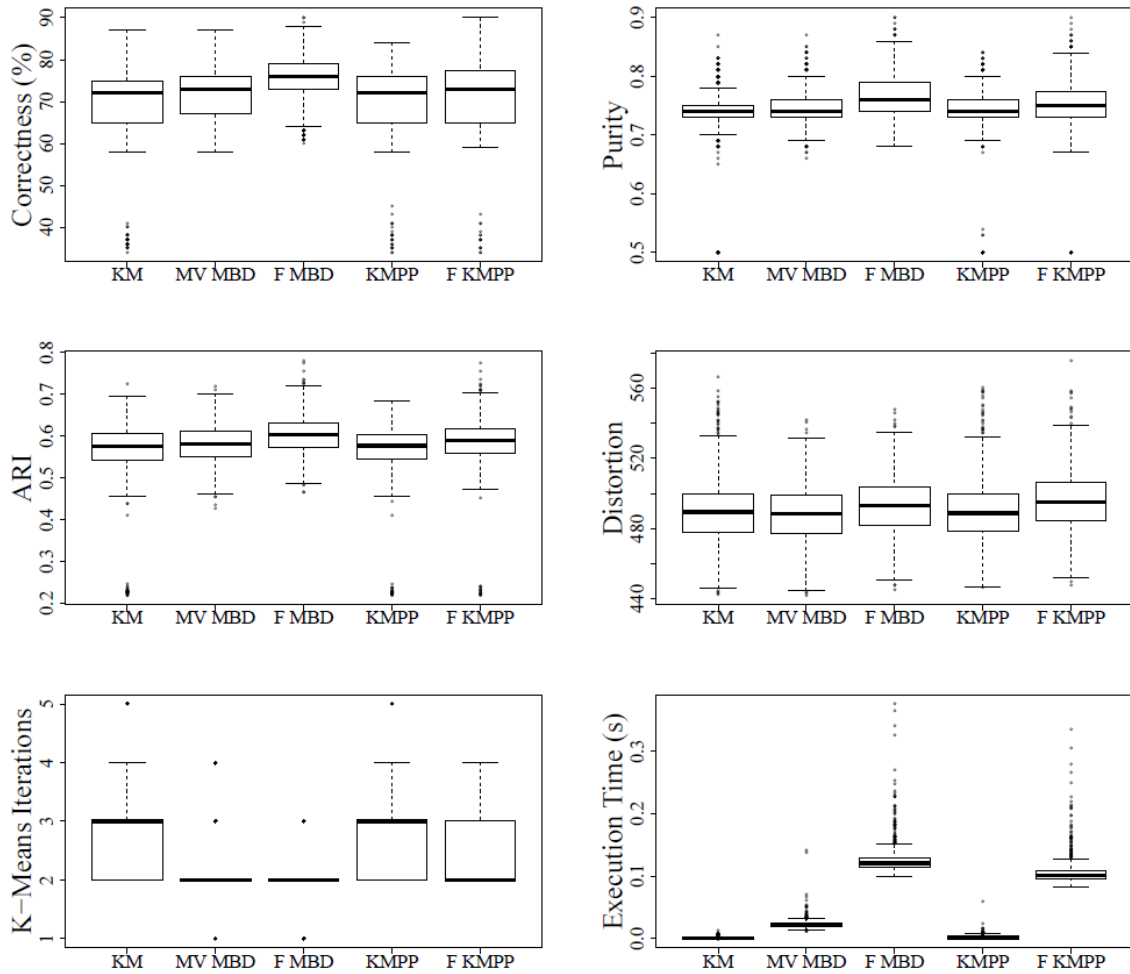 Correctness (%)
90
80
70
60
50
40
KM MV MBD F MBD KMPP F KMPP
Purity
0.9
0.8
0.7
0.6
0.5
KM MV MBD F MBD KMPP F KMPP
ARI
0.8
0.7
0.6
0.5
0.4
0.3
0.2
KM MV MBD F MBD KMPP F KMPP
Distortion
560
520
480
440
KM MV MBD F MBD KMPP F KMPP
K−Means Iterations
5
4
3
2
1
KM MV MBD F MBD KMPP F KMPP
Execution Time (s)
0.3
0.2
0.1
0.0
KM MV MBD F MBD KMPP F KMPP